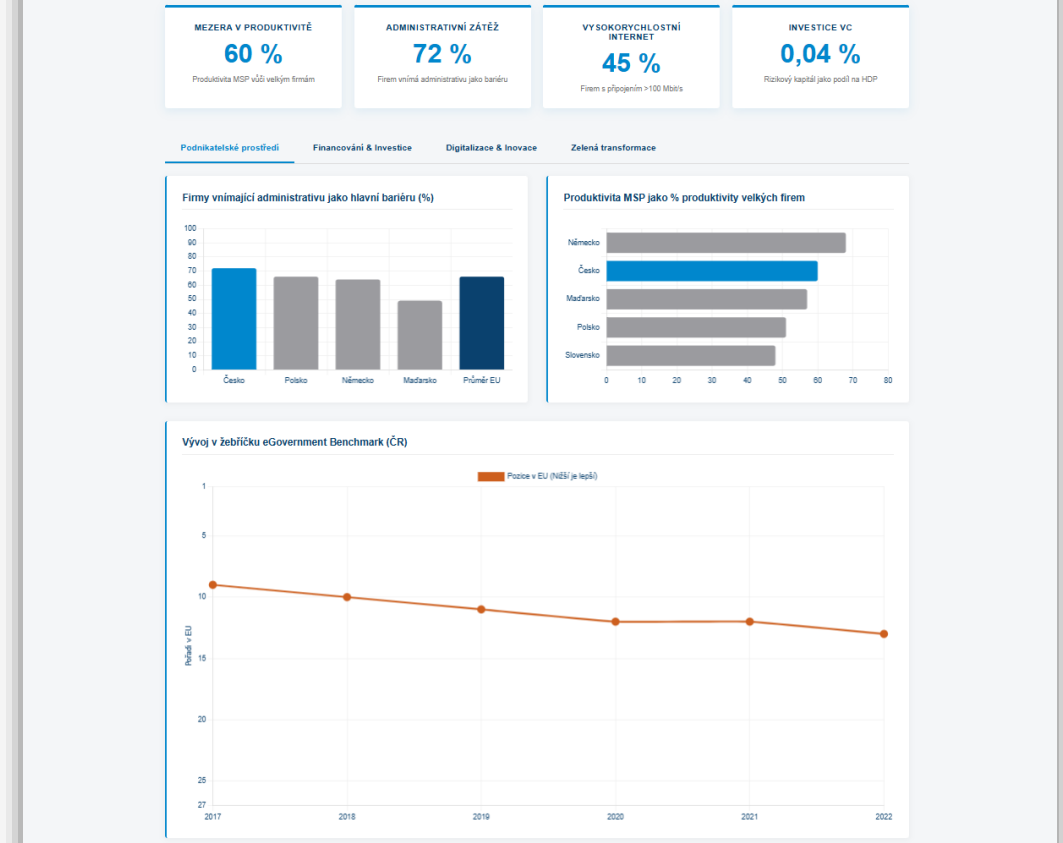 MEZERA V PRODUKTIVITĚ
60 %
Produktivita MSP vůči velkým firmám
ADMINISTRATIVNÍ ZÁTĚŽ
72 %
Firem vnímá administrativu jako bariéru
VYSOKORYCHLOSTNÍ
INTERNET
45 %
Firem s připojením >100 Mbit/s
INVESTICE VC
0,04 %
Rizikový kapitál jako podíl na HDP
Podnikatelské prostředí
Financování & Investice
Digitalizace & Inovace
Zelená transformace
Firmy vnímající administrativu jako hlavní bariéru (%)
100
90
80
70
60
50
40
30
20
10
0
Česko
Polsko
Německo
Maďarsko
Průměr EU
Produktivita MSP jako % produktivity velkých firem
Německo
Česko
Maďarsko
Polsko
Slovensko
0
10
20
30
40
50
60
70
80
Vývoj v žebříčku eGovernment Benchmark (ČR)
Pozice v EU (Nižší je lepší)
Pořadí v EU
1
5
10
15
20
25
27
2017
2018
2019
2020
2021
2022